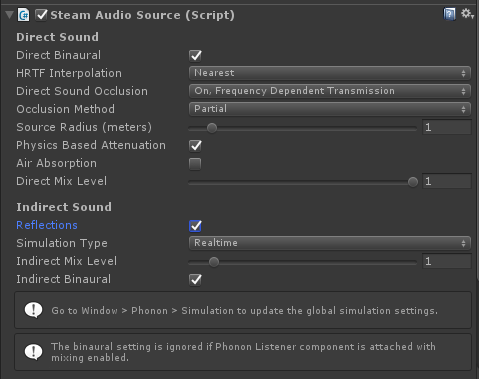 Steam Audio Source (Script)
Direct Sound
Direct Binaural
HRTF Interpolation Nearest
Direct Sound Occlusion On, Frequency Dependent Transmission
Occlusion Method Partial
Source Radius (meters) 1
Physics Based Attenuation
Air Absorption
Direct Mix Level 1
Indirect Sound
Reflections
Simulation Type Realtime
Indirect Mix Level 1
Indirect Binaural
Go to Window > Phonon > Simulation to update the global simulation settings.
The binaural setting is ignored if Phonon Listener component is attached with
mixing enabled.